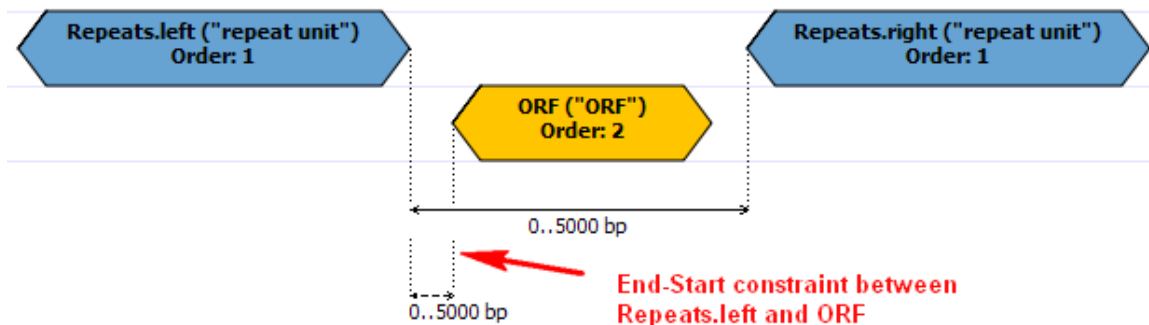 Repeats.left ("repeat unit")
Order: 1
Repeats.right ("repeat unit")
Order: 1
ORF ("ORF")
Order: 2
0..5000 bp
0..5000 bp
End-Start constraint between
Repeats.left and ORF